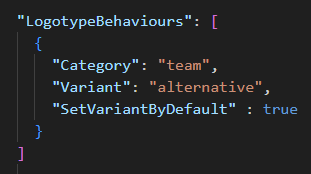 "LogotypeBehaviours": [
  {
    "Category": "team",
    "Variant": "alternative",
    "SetVariantByDefault" : true
  }
]